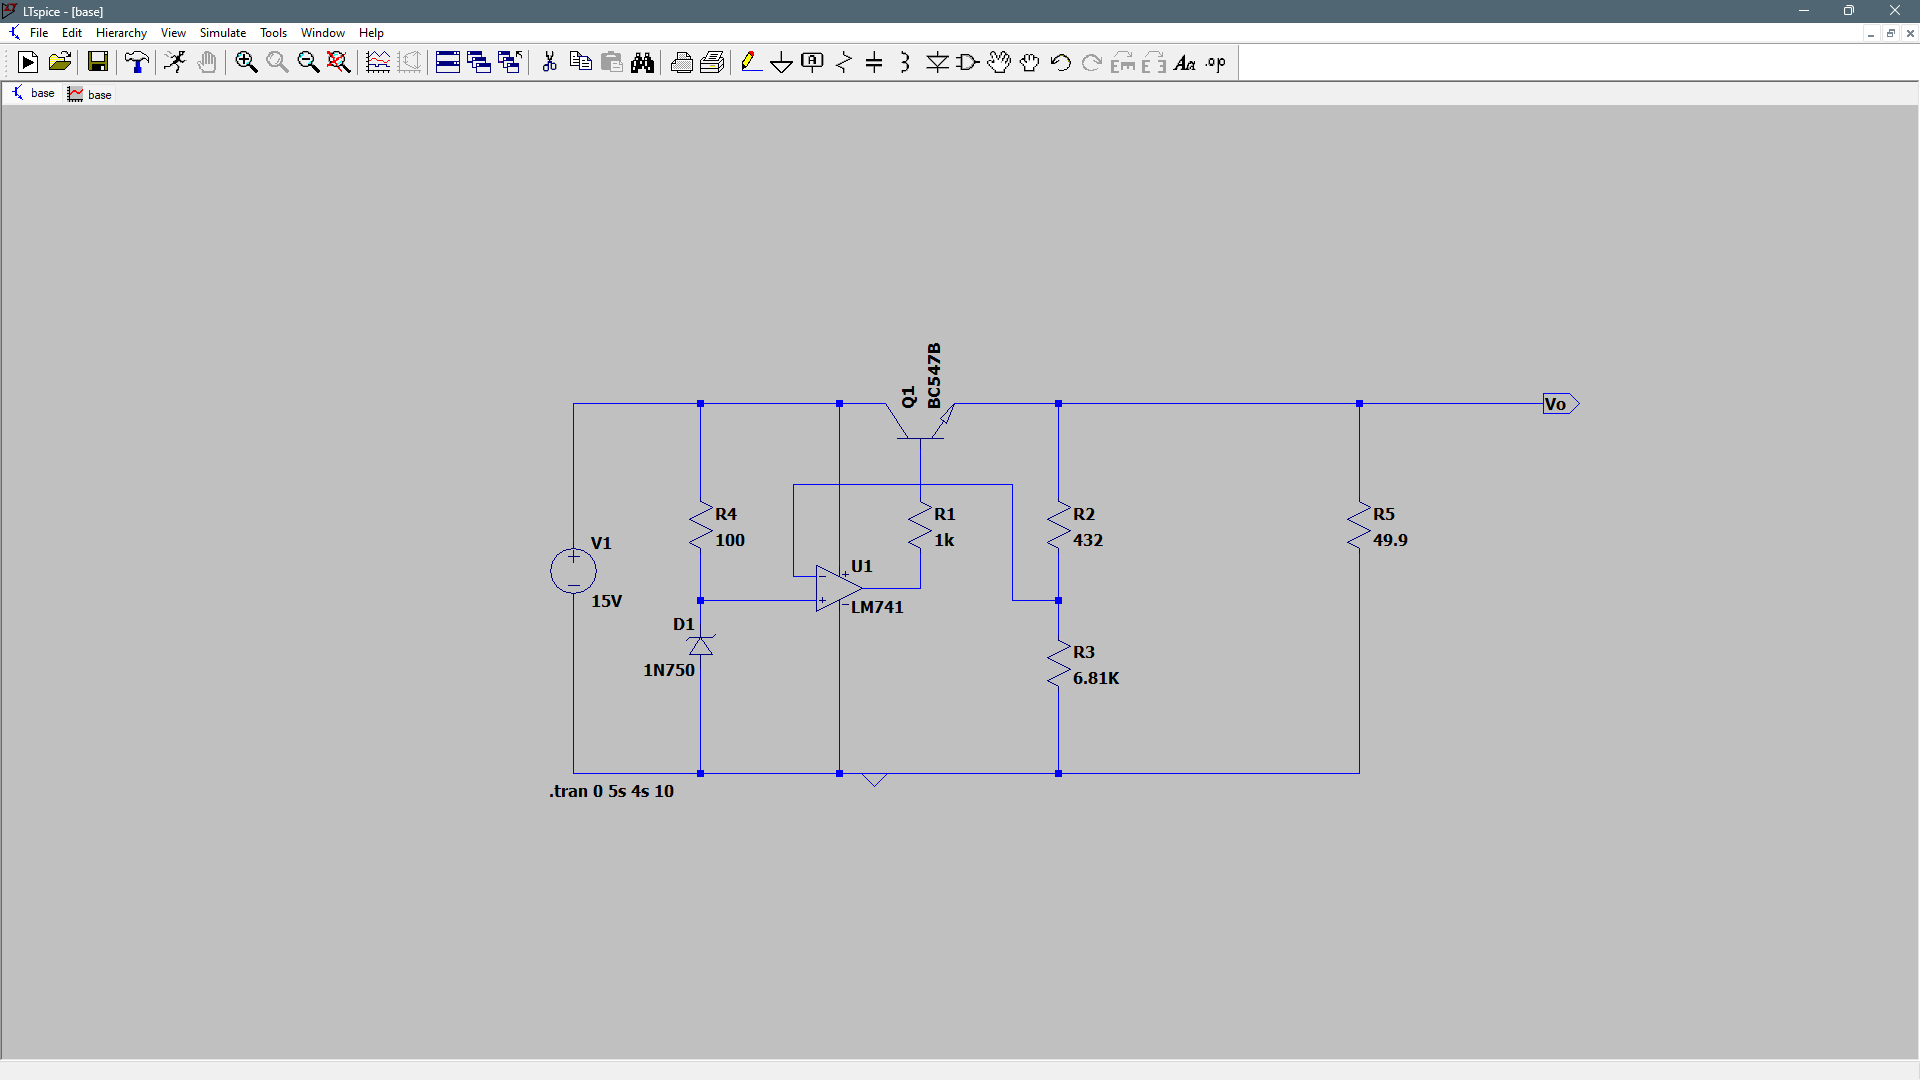 LTspice - [base]
File Edit Hierarchy View Simulate Tools Window Help
base base
Q1
BC547B
Vo
R4
100
R1
1k
R2
432
R5
49.9
V1
15V
U1
LM741
D1
1N750
R3
6.81K
.tran 0 5s 4s 10